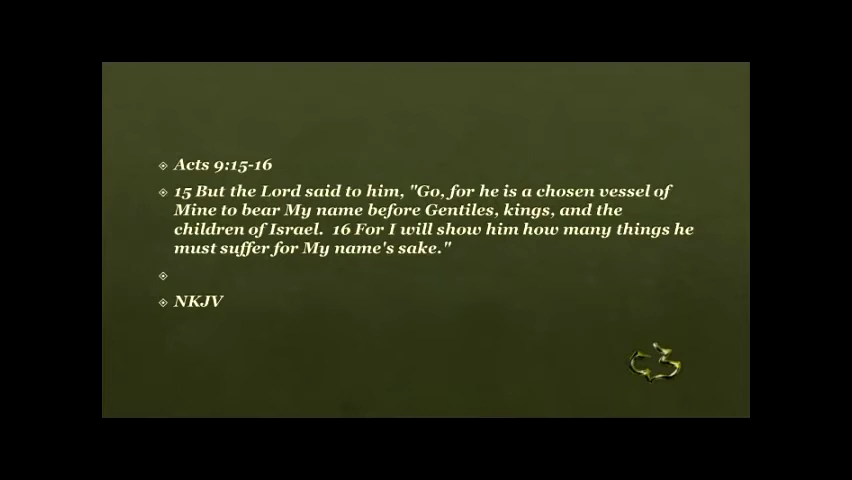 Acts 9:15-16
15 But the Lord said to him, "Go, for he is a chosen vessel of
Mine to bear My name before Gentiles, kings, and the
children of Israel.  16 For I will show him how many things he
must suffer for My name's sake."
NKJV